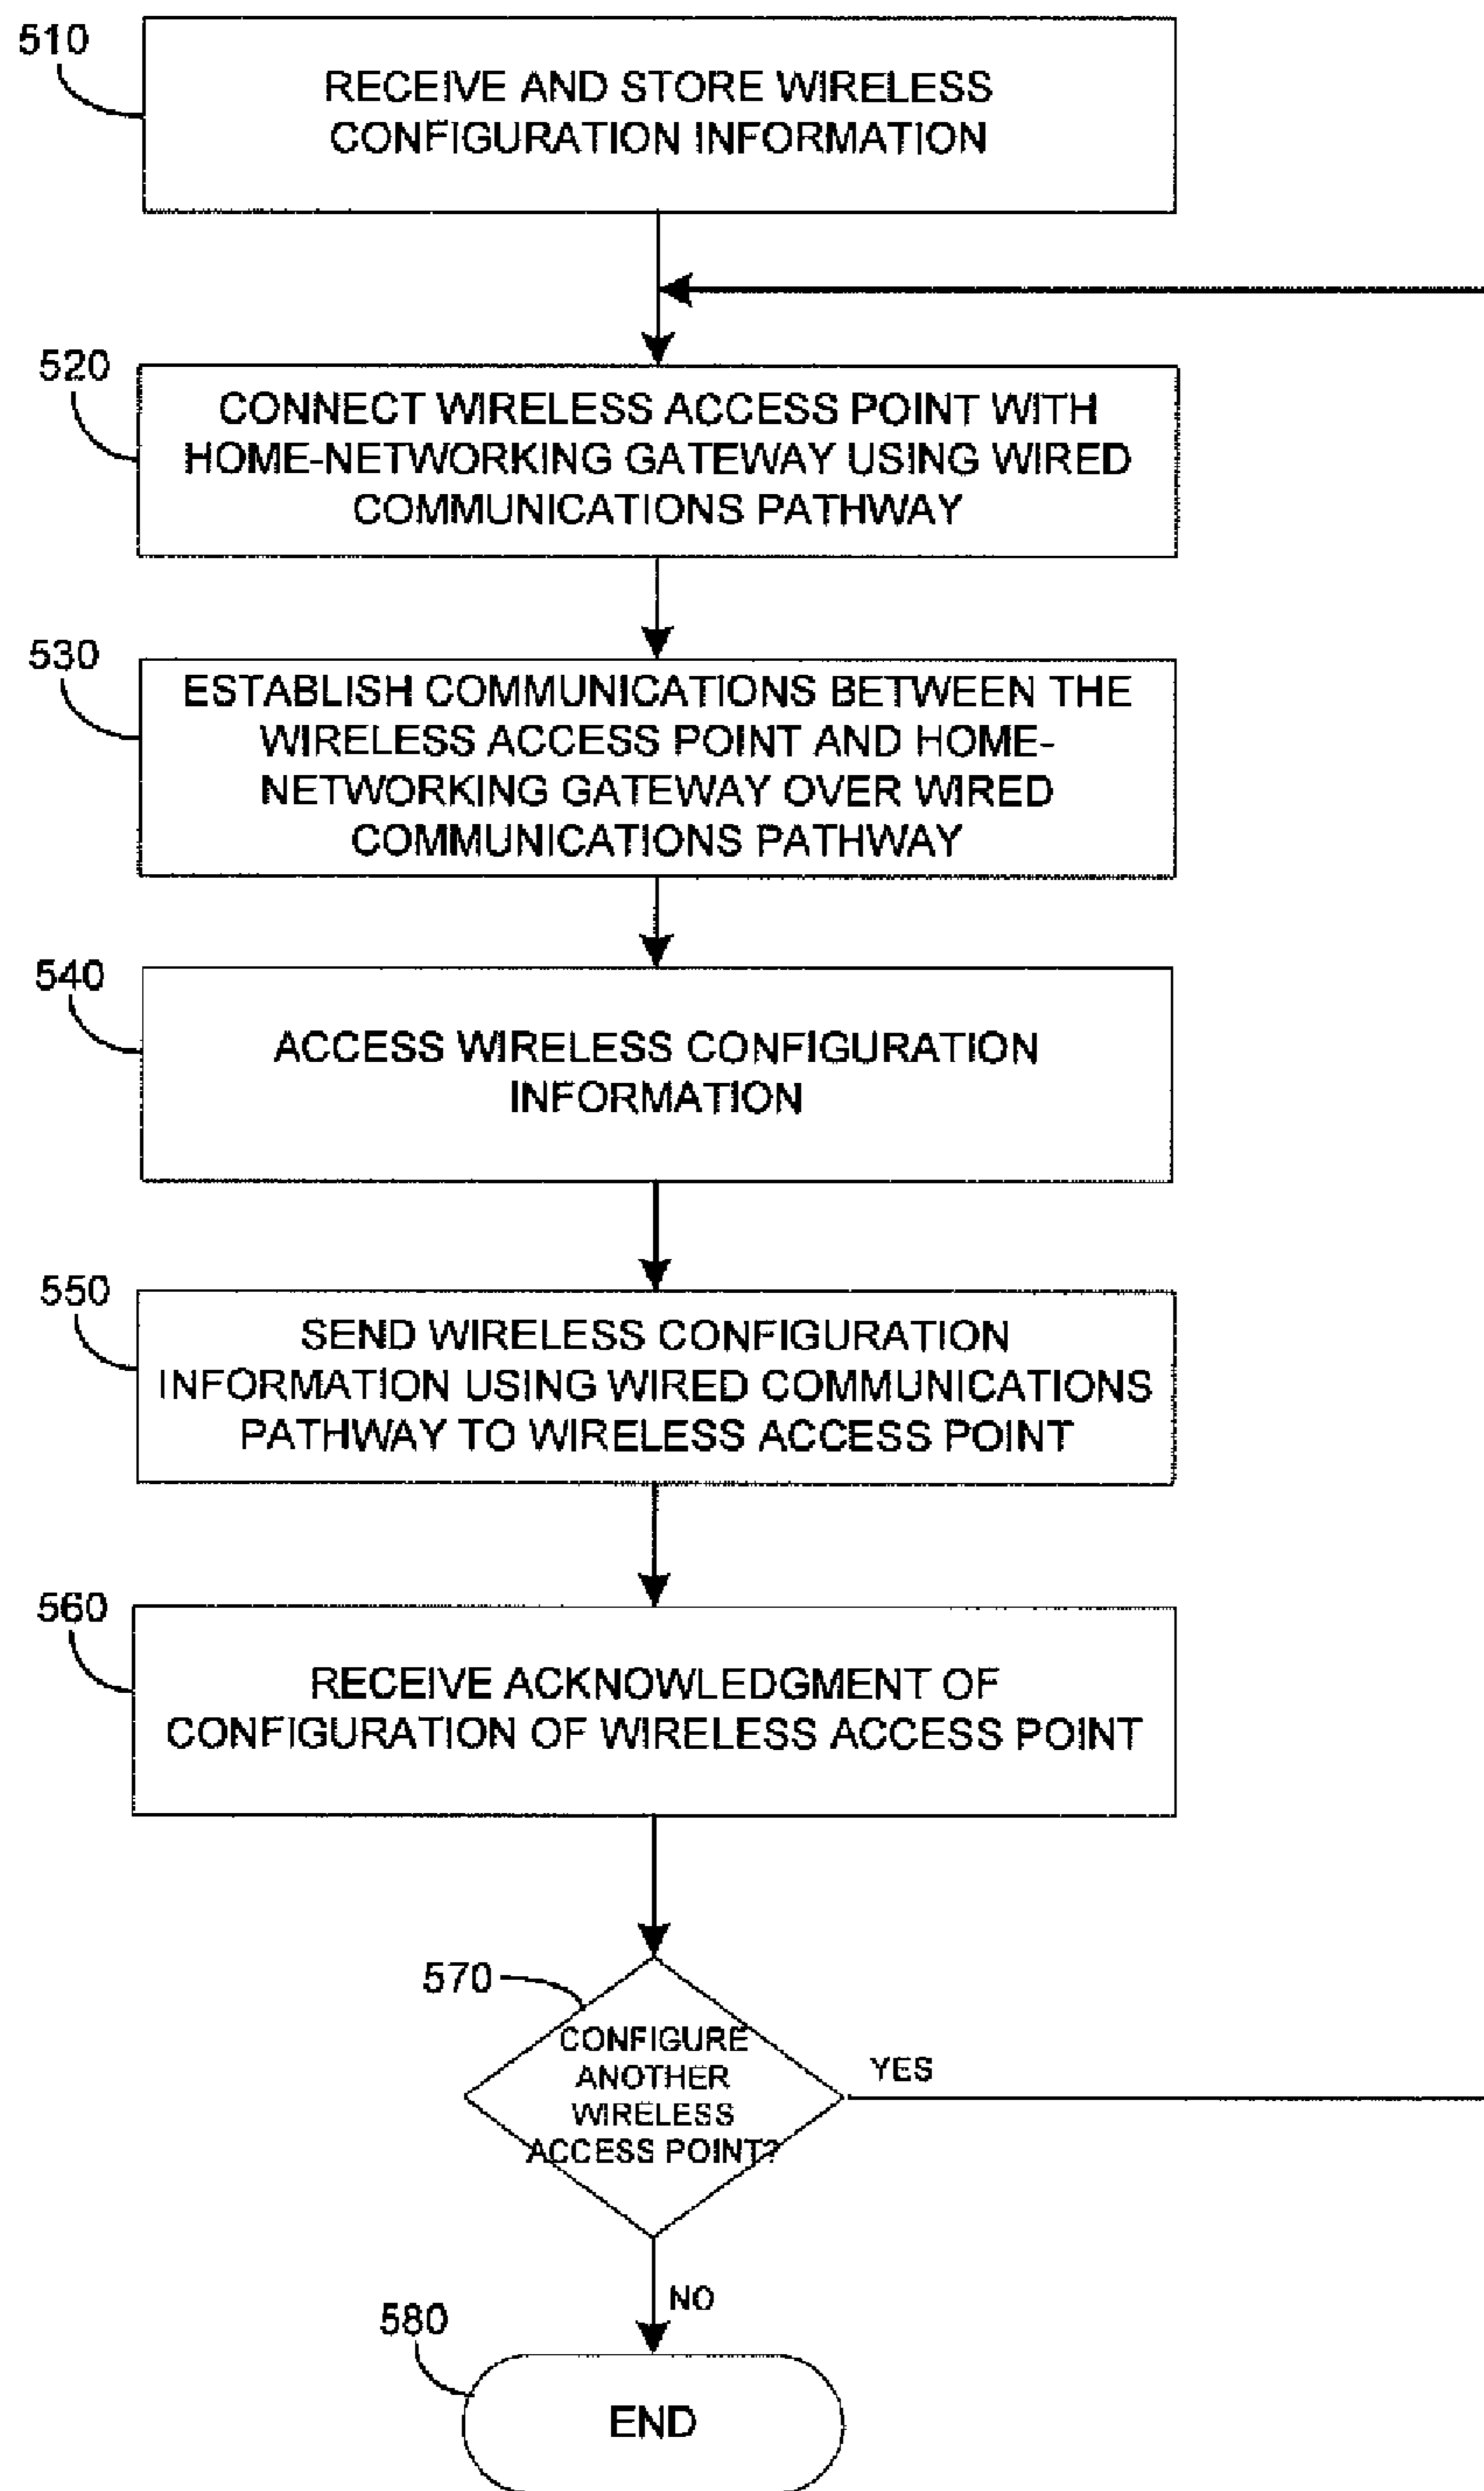 510
RECEIVE AND STORE WIRELESS
CONFIGURATION INFORMATION
520
CONNECT WIRELESS ACCESS POINT WITH
HOME-NETWORKING GATEWAY USING WIRED
COMMUNICATIONS PATHWAY
530
ESTABLISH COMMUNICATIONS BETWEEN THE
WIRELESS ACCESS POINT AND HOME-
NETWORKING GATEWAY OVER WIRED
COMMUNICATIONS PATHWAY
540
ACCESS WIRELESS CONFIGURATION
INFORMATION
550
SEND WIRELESS CONFIGURATION
INFORMATION USING WIRED COMMUNICATIONS
PATHWAY TO WIRELESS ACCESS POINT
560
RECEIVE ACKNOWLEDGMENT OF
CONFIGURATION OF WIRELESS ACCESS POINT
570
CONFIGURE
ANOTHER
WIRELESS
ACCESS POINT?
YES
NO
580
END